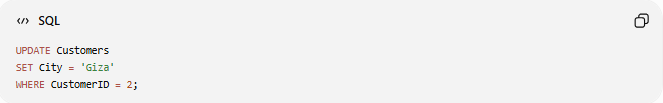 </> SQL
UPDATE Customers
SET City = 'Giza'
WHERE CustomerID = 2;